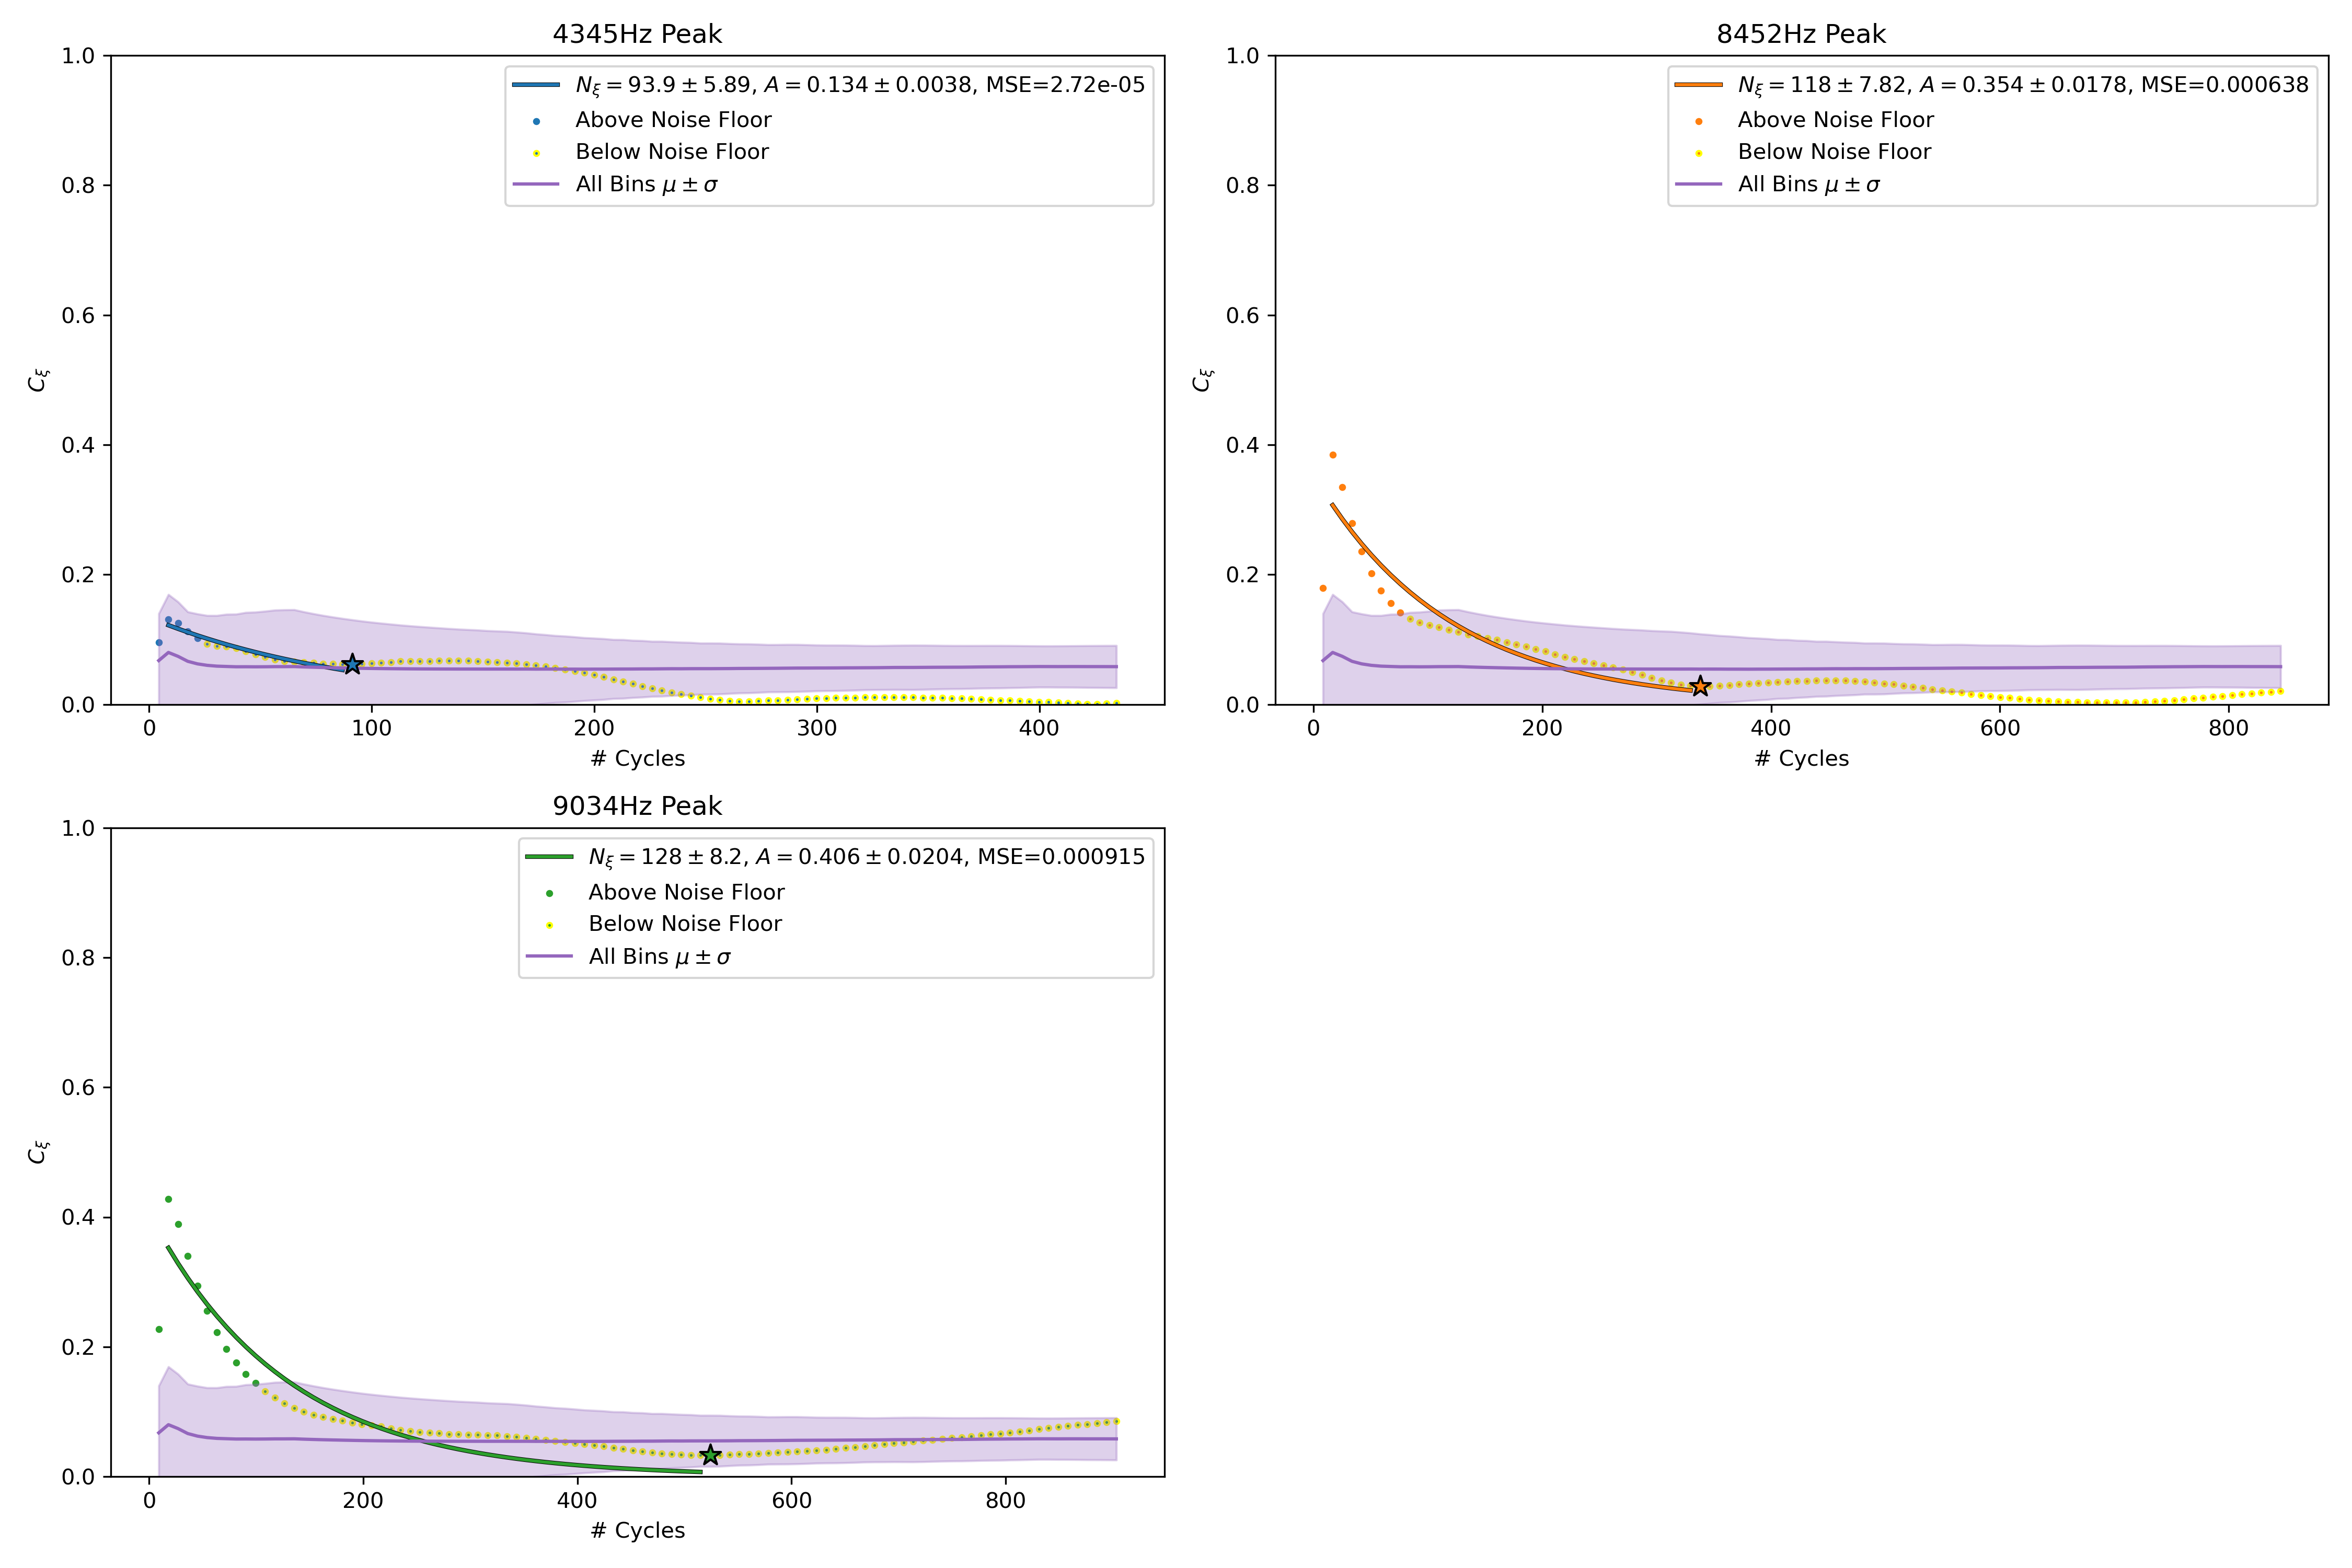 4345Hz Peak
1.0
0.8
0.6
0.4
0.2
0.0
0 100 200 300 400
# Cycles
Cξ
Nξ = 93.9 ± 5.89, A = 0.134 ± 0.0038, MSE=2.72e-05
Above Noise Floor
Below Noise Floor
All Bins μ ± σ
8452Hz Peak
1.0
0.8
0.6
0.4
0.2
0.0
0 200 400 600 800
# Cycles
Cξ
Nξ = 118 ± 7.82, A = 0.354 ± 0.0178, MSE=0.000638
Above Noise Floor
Below Noise Floor
All Bins μ ± σ
9034Hz Peak
1.0
0.8
0.6
0.4
0.2
0.0
0 200 400 600 800
# Cycles
Cξ
Nξ = 128 ± 8.2, A = 0.406 ± 0.0204, MSE=0.000915
Above Noise Floor
Below Noise Floor
All Bins μ ± σ